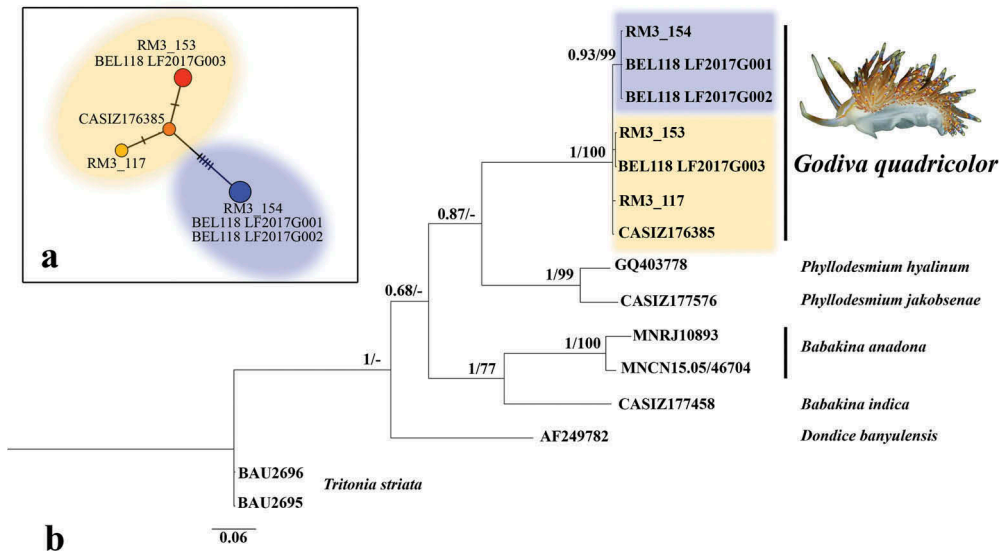 RM3_153
BEL118 LF2017G003
CASIZ176385
RM3_117
RM3_154
BEL118 LF2017G001
BEL118 LF2017G002
a
RM3_154
0.93/99
BEL118 LF2017G001
BEL118 LF2017G002
RM3_153
1/100
BEL118 LF2017G003
Godiva quadricolor
RM3_117
0.87/-
CASIZ176385
GQ403778
Phyllodesmium hyalinum
1/99
0.68/-
CASIZ177576
Phyllodesmium jakobsenae
MNRJ10893
1/100
Babakina anadona
1/-
1/77
MNCN15.05/46704
CASIZ177458
Babakina indica
AF249782
Dondice banyulensis
BAU2696
Tritonia striata
BAU2695
b
0.06